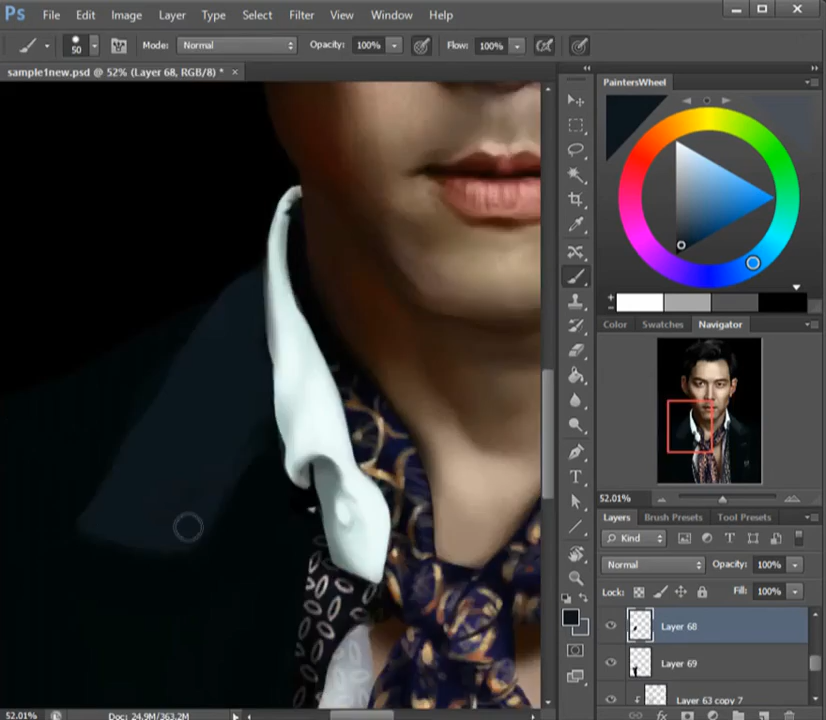 Ps File Edit Image Layer Type Select Filter View Window Help
50 Mode: Normal Opacity: 100% Flow: 100%
sample1new.psd @ 52% (Layer 68, RGB/8) * ×
PaintersWheel
Color Swatches Navigator
52.01%
Layers Brush Presets Tool Presets
Kind
Normal Opacity: 100%
Lock: Fill: 100%
Layer 68
Layer 69
Layer 63 copy 7
52.01% Doc: 24.9M/363.2M